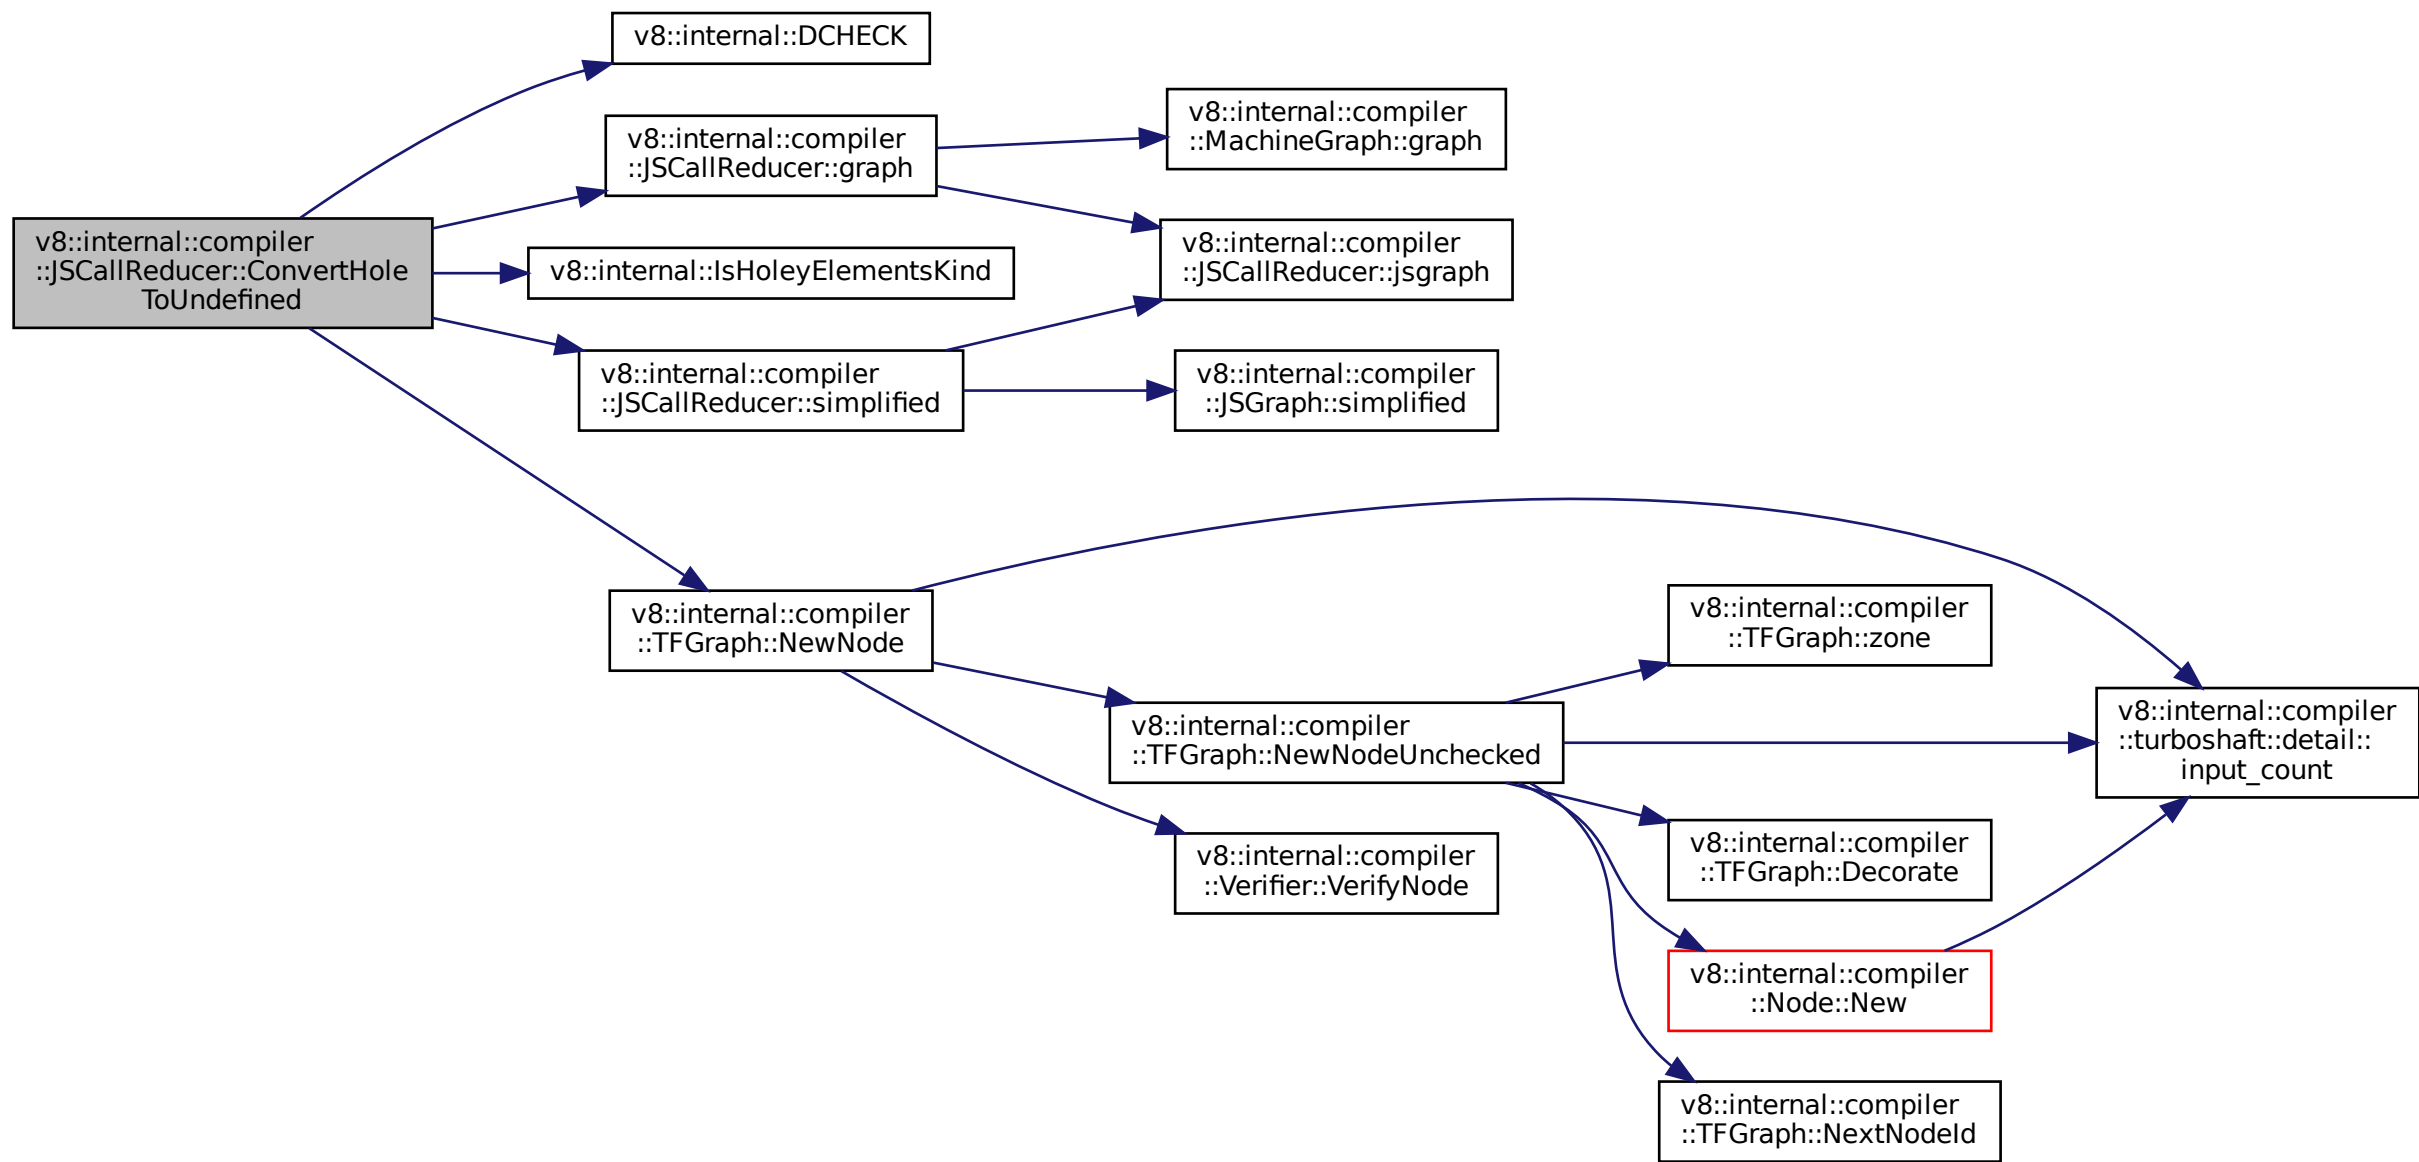 v8::internal::DCHECK
v8::internal::compiler
::MachineGraph::graph
v8::internal::compiler
::JSCallReducer::graph
v8::internal::compiler
::JSCallReducer::ConvertHole
ToUndefined
v8::internal::compiler
::JSCallReducer::jsgraph
v8::internal::IsHoleyElementsKind
v8::internal::compiler
::JSCallReducer::simplified
v8::internal::compiler
::JSGraph::simplified
v8::internal::compiler
::TFGraph::NewNode
v8::internal::compiler
::TFGraph::zone
v8::internal::compiler
::TFGraph::NewNodeUnchecked
v8::internal::compiler
::turboshaft::detail::
input_count
v8::internal::compiler
::Verifier::VerifyNode
v8::internal::compiler
::TFGraph::Decorate
v8::internal::compiler
::Node::New
v8::internal::compiler
::TFGraph::NextNodeId